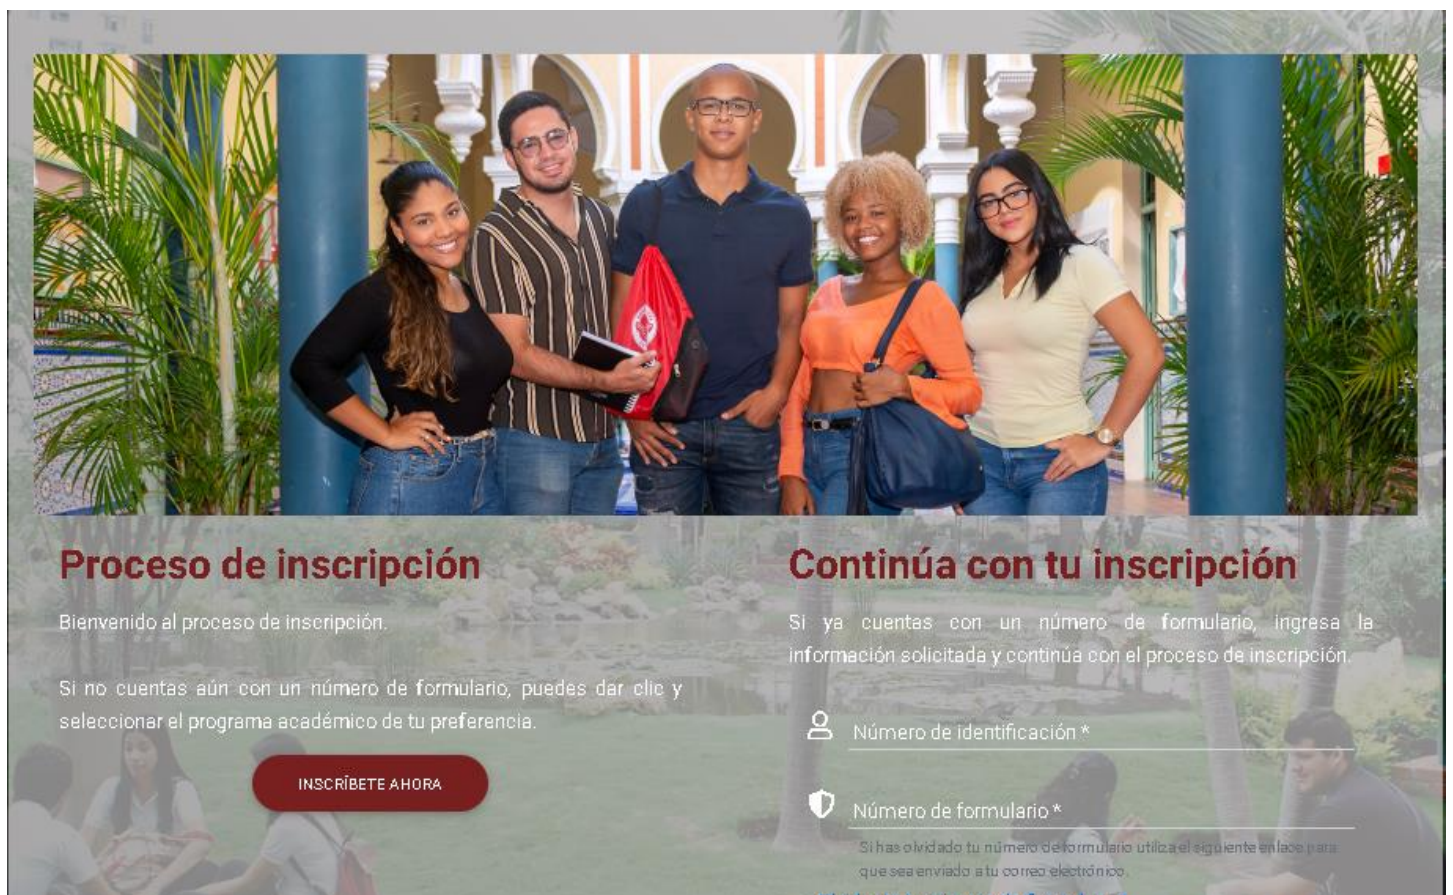 Proceso de inscripción
Bienvenido al proceso de inscripción.
Si no cuentas aún con un número de formulario, puedes dar clic y
seleccionar el programa académico de tu preferencia.
INSCRÍBETE AHORA
Continúa con tu inscripción
Si ya cuentas con un número de formulario, ingresa la
información solicitada y continúa con el proceso de inscripción.
Número de identificación *
Número de formulario *
Si has olvidado tu número de formulario utiliza el siguiente enlace para
que sea enviado a tu correo electrónico.